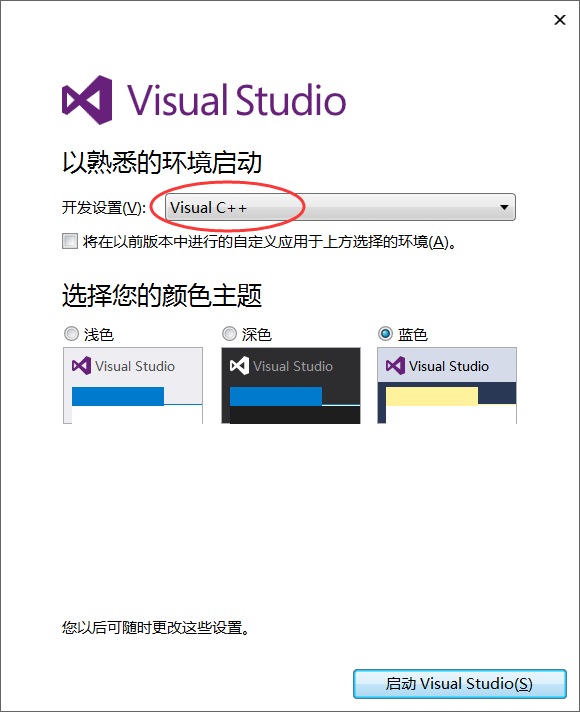 Visual Studio
以熟悉的环境启动
开发设置(V): Visual C++
将在以前版本中进行的自定义应用于上方选择的环境(A)。
选择您的颜色主题
浅色 深色 蓝色
Visual Studio Visual Studio Visual Studio
您以后可随时更改这些设置。
启动 Visual Studio(S)